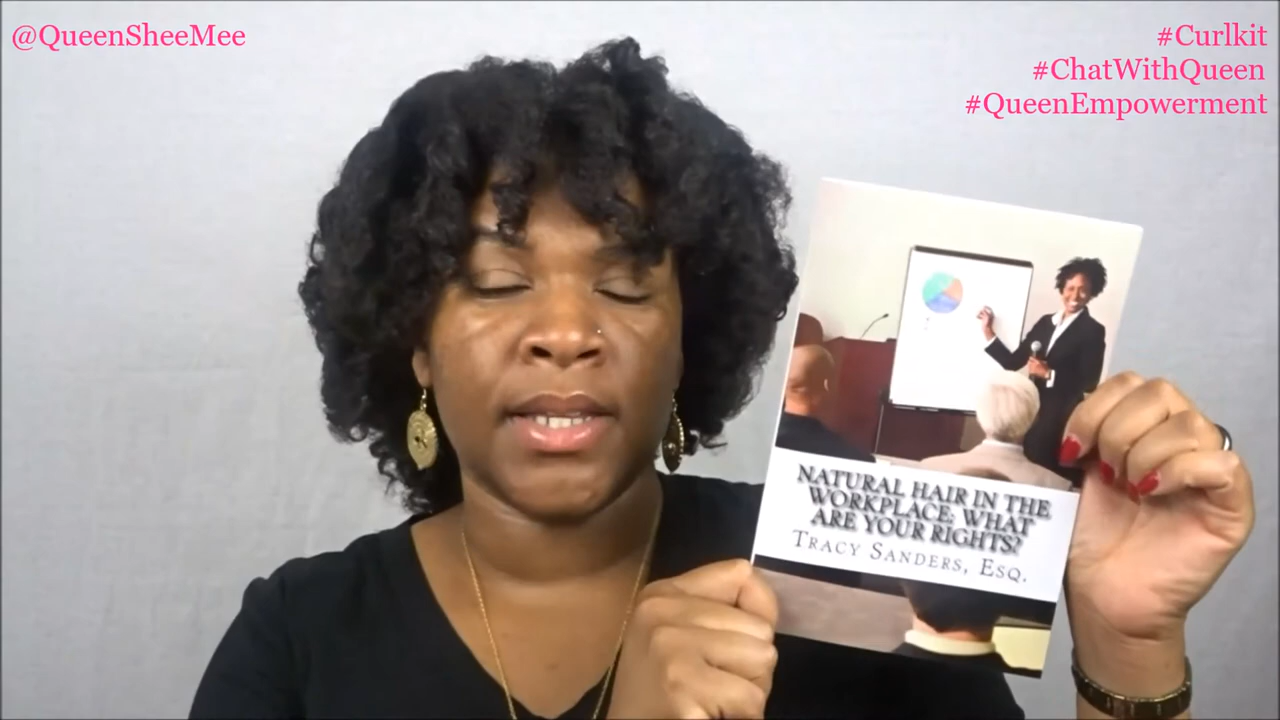 @QueenSheeMee
#Curlkit
#ChatWithQueen
#QueenEmpowerment
NATURAL HAIR IN THE
WORKPLACE: WHAT
ARE YOUR RIGHTS?
TRACY SANDERS, ESQ.